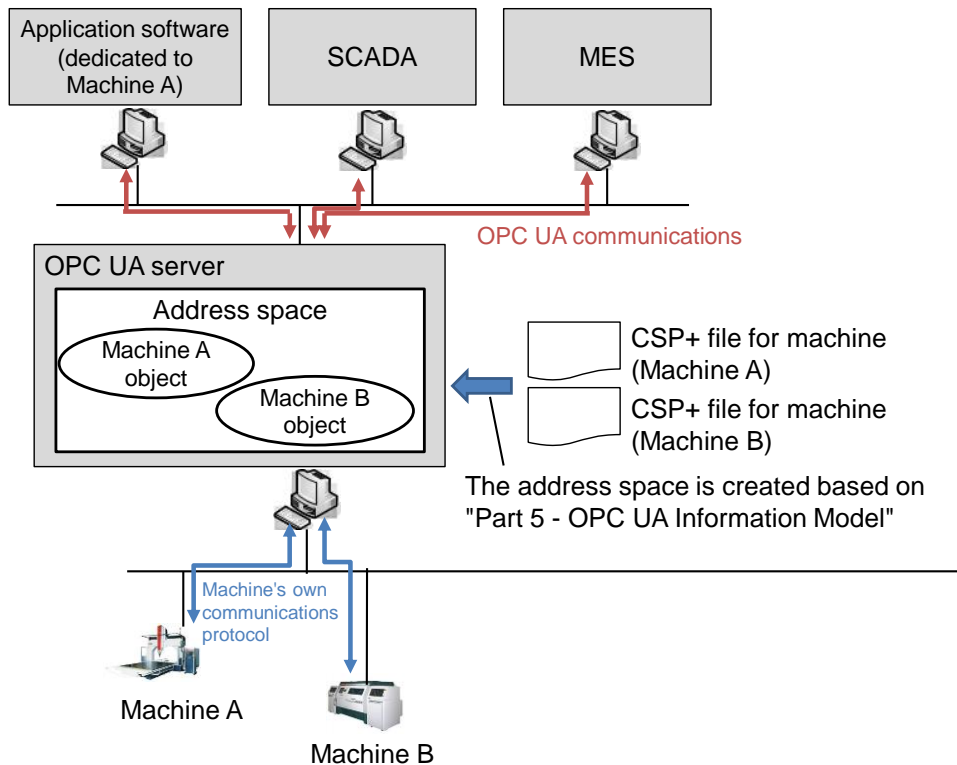 Application software
(dedicated to
Machine A)
SCADA
MES
OPC UA communications
OPC UA server
Address space
Machine A
object
Machine B
object
CSP+ file for machine
(Machine A)
CSP+ file for machine
(Machine B)
The address space is created based on
"Part 5 - OPC UA Information Model"
Machine's own
communications
protocol
Machine A
Machine B